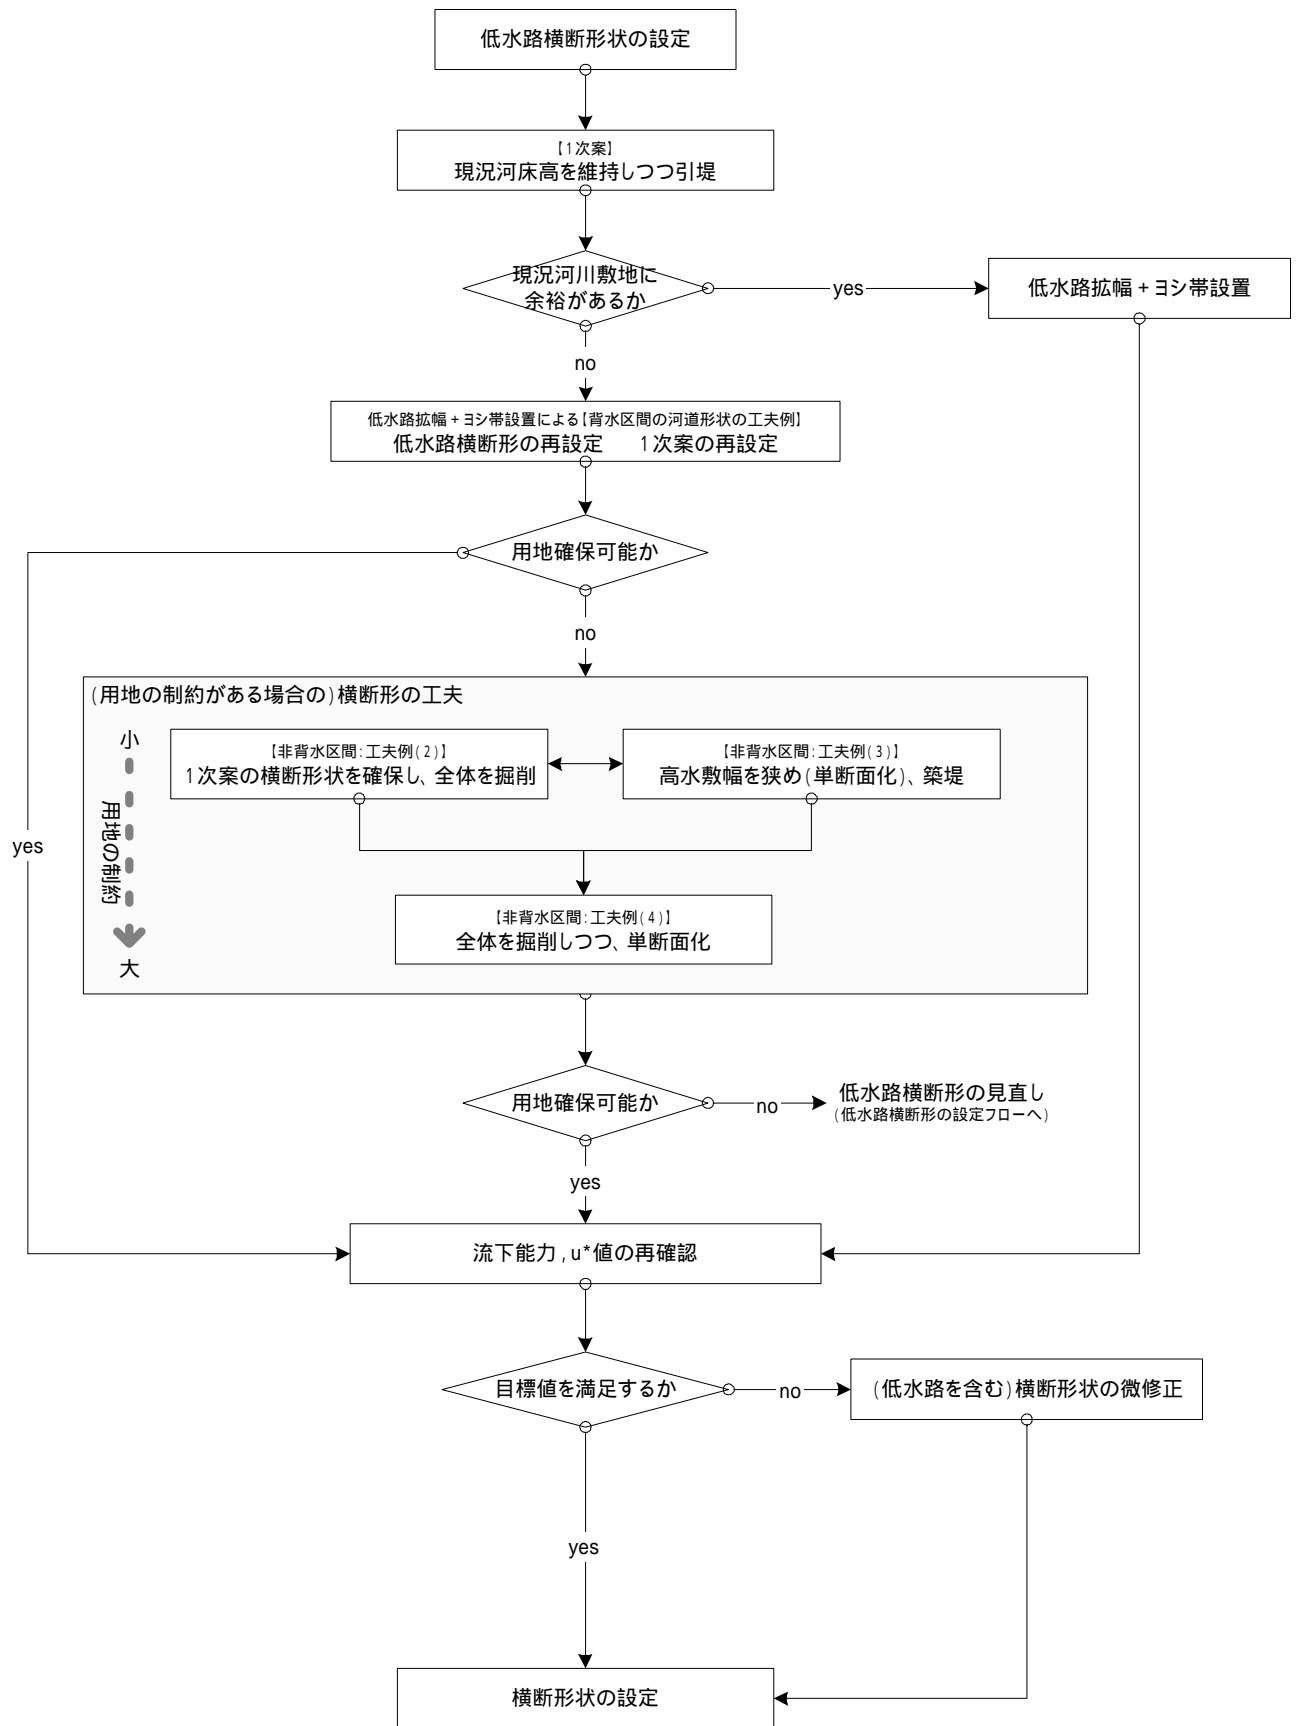 低水路横断形状の設定
【1次案】
現況河床高を維持しつつ引堤
現況河川敷地に
余裕があるか
yes
低水路拡幅+ヨシ帯設置
no
低水路拡幅+ヨシ帯設置による【背水区間の河道形状の工夫例】
低水路横断形の再設定　1次案の再設定
用地確保可能か
no
yes
(用地の制約がある場合の)横断形の工夫
小
用地の制約
大
【非背水区間:工夫例(2)】
1次案の横断形状を確保し、全体を掘削
【非背水区間:工夫例(3)】
高水敷幅を狭め(単断面化)、築堤
【非背水区間:工夫例(4)】
全体を掘削しつつ、単断面化
用地確保可能か
no
低水路横断形の見直し
(低水路横断形の設定フローへ)
yes
流下能力,u*値の再確認
目標値を満足するか
no
(低水路を含む)横断形状の微修正
yes
横断形状の設定